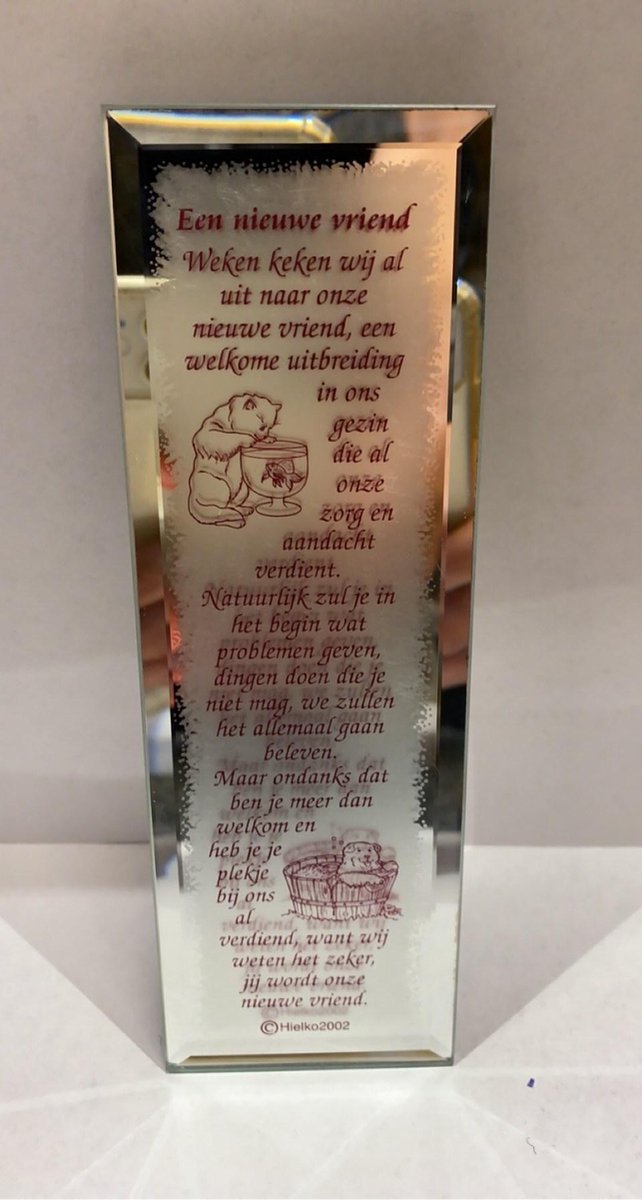 Een nieuwe vriend
Weken keken wij al
uit naar onze
nieuwe vriend, een
welkome uitbreiding
in ons
gezin
die al
onze
zorg en
aandacht
verdient.
Natuurlijk zul je in
het begin wat
problemen geven,
dingen doen die je
niet mag, we zullen
het allemaal gaan
beleven.
Maar ondanks dat
ben je meer dan
welkom en
heb je je
plekje
bij ons
al
verdiend, want wij
weten het zeker,
jij wordt onze
nieuwe vriend.
©Hielko2002